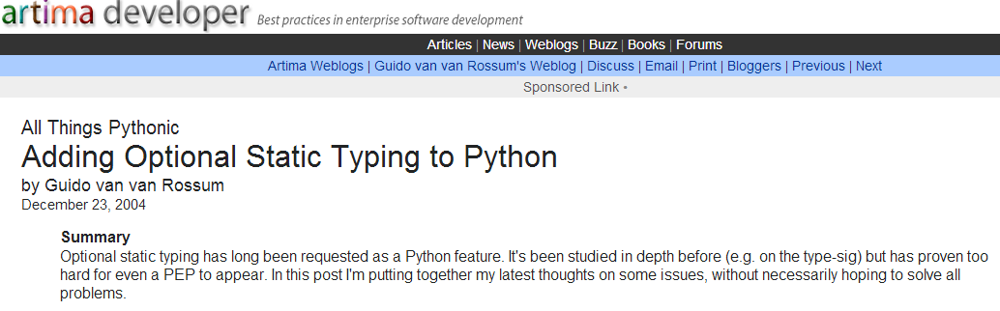 artima developer Best practices in enterprise software development
Articles | News | Weblogs | Buzz | Books | Forums
Artima Weblogs | Guido van van Rossum's Weblog | Discuss | Email | Print | Bloggers | Previous | Next
Sponsored Link •
All Things Pythonic
Adding Optional Static Typing to Python
by Guido van van Rossum
December 23, 2004
Summary
Optional static typing has long been requested as a Python feature. It's been studied in depth before (e.g. on the type-sig) but has proven too
hard for even a PEP to appear. In this post I'm putting together my latest thoughts on some issues, without necessarily hoping to solve all
problems.